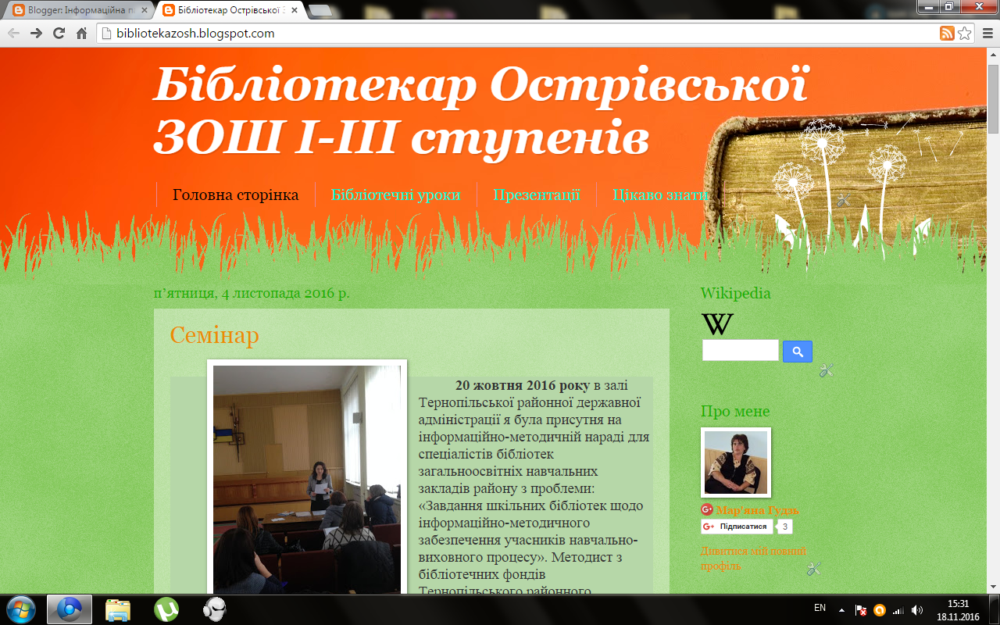 Blogger: Інформаційна п
Бібліотекар Острівської З
bibliotekazosh.blogspot.com
Бібліотекар Острівської
ЗОШ І-ІІІ ступенів
Головна сторінка
Бібліотечні уроки
Презентації
Цікаво знати
п'ятниця, 4 листопада 2016 р.
Семінар
20 жовтня 2016 року в залі
Тернопільської районної державної
адміністрації я була присутня на
інформаційно-методичній нараді для
спеціалістів бібліотек
загальноосвітніх навчальних
закладів району з проблеми:
«Завдання шкільних бібліотек щодо
інформаційно-методичного
забезпечення учасників навчально-
виховного процесу». Методист з
бібліотечних фондів
Тернопільського районного
Wikipedia
W
Про мене
Мар'яна Гудзь
G+ Підписатися 3
Дивитися мій повний
профіль
EN
15:31
18.11.2016